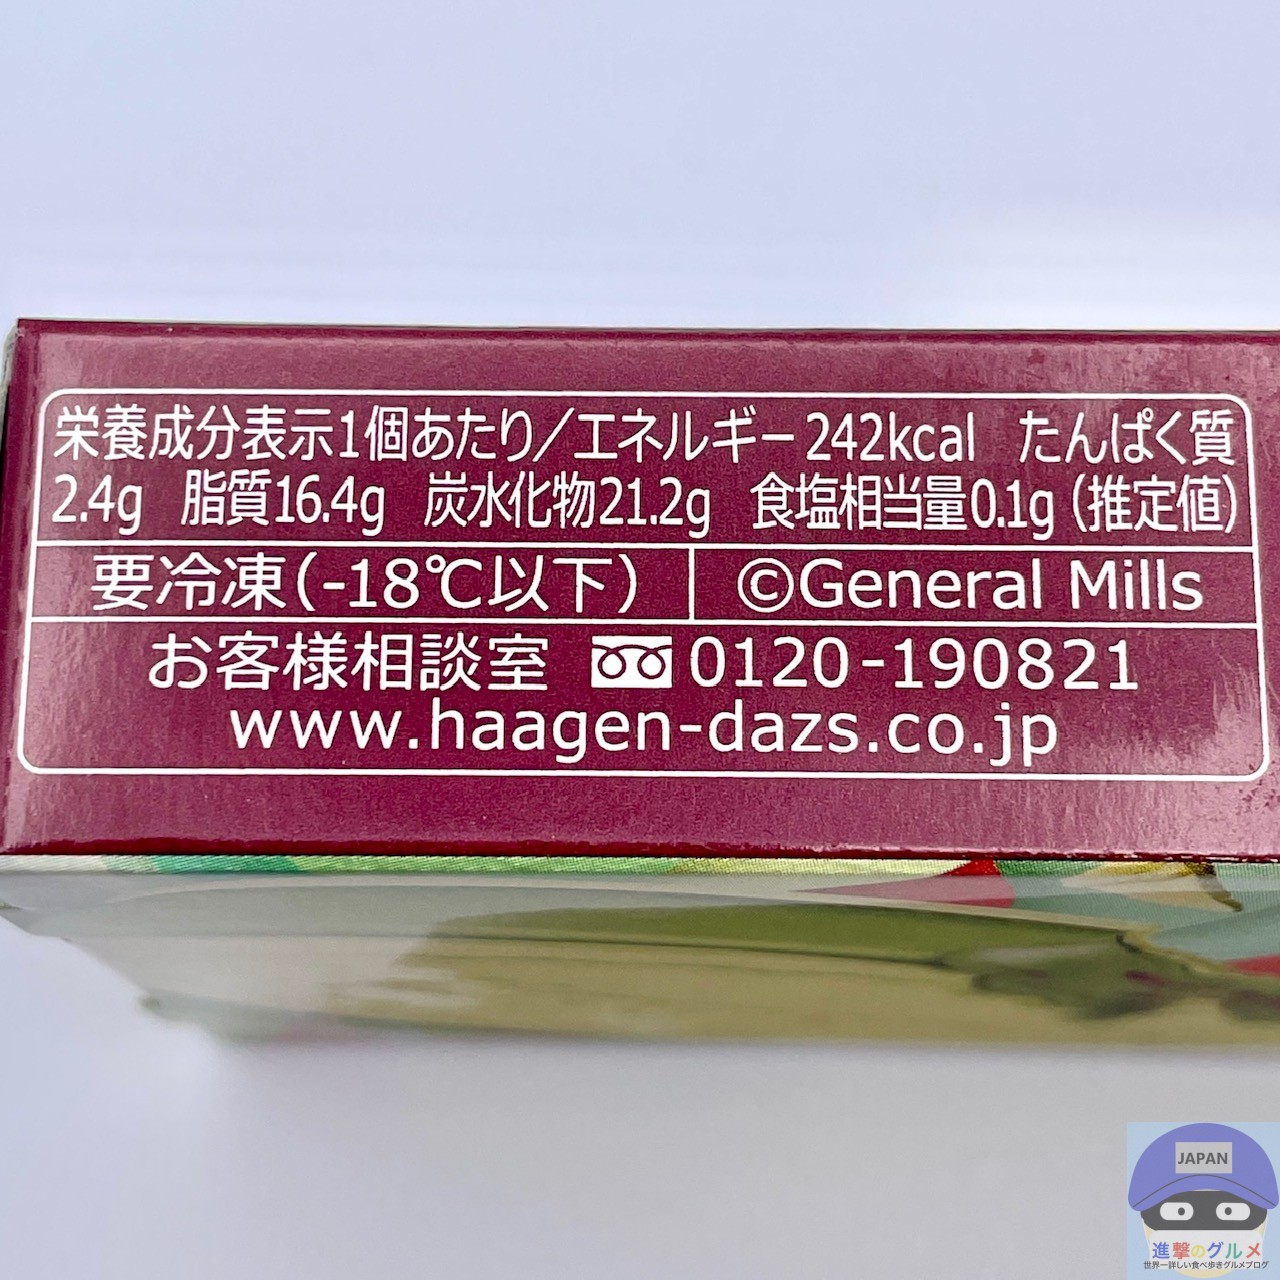 栄養成分表示1個あたり／エネルギー 242kcal たんぱく質
2.4g 脂質16.4g 炭水化物21.2g 食塩相当量0.1g（推定値）
要冷凍（-18℃以下） ©General Mills
お客様相談室 0120-190821
www.haagen-dazs.co.jp
JAPAN
進撃のグルメ
世界一詳しい食べ歩きグルメブログ